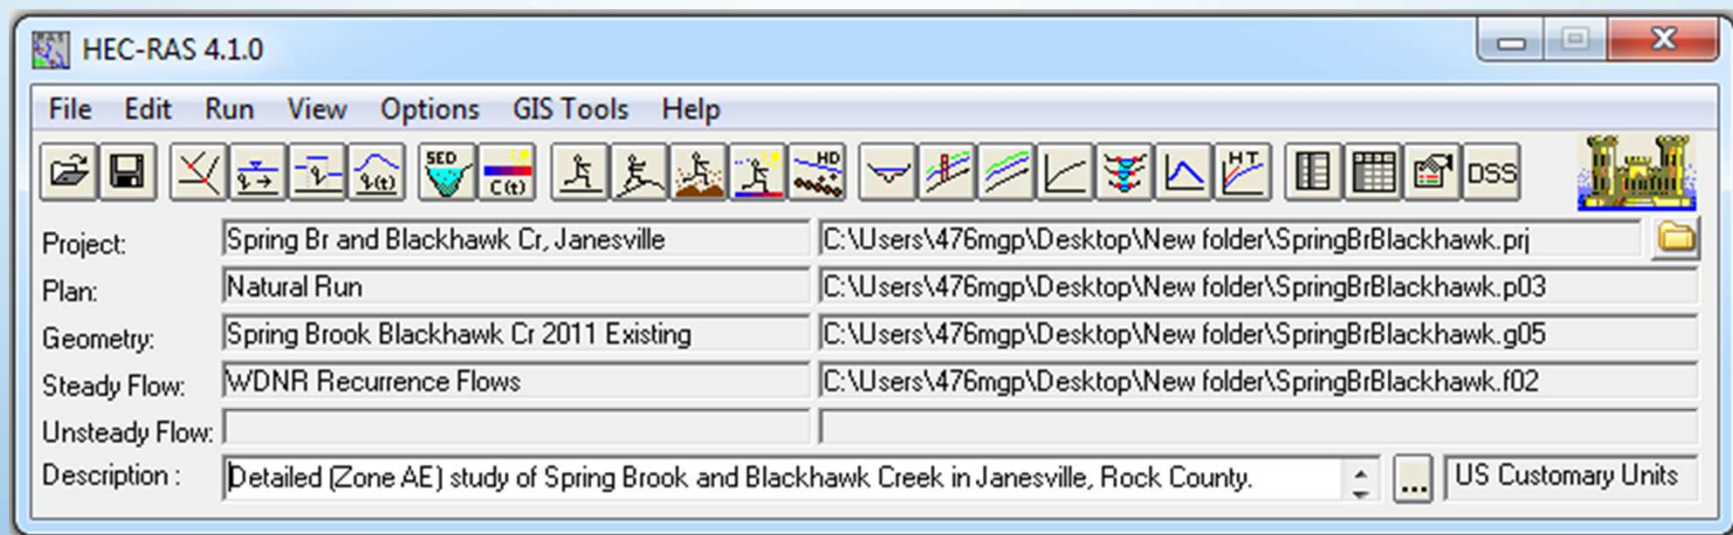 HEC-RAS 4.1.0
File Edit Run View Options GIS Tools Help
SED C(t) HD HT DSS
Project: Spring Br and Blackhawk Cr, Janesville C:\Users\476mgp\Desktop\New folder\SpringBrBlackhawk.prj
Plan: Natural Run C:\Users\476mgp\Desktop\New folder\SpringBrBlackhawk.p03
Geometry: Spring Brook Blackhawk Cr 2011 Existing C:\Users\476mgp\Desktop\New folder\SpringBrBlackhawk.g05
Steady Flow: WDNR Recurrence Flows C:\Users\476mgp\Desktop\New folder\SpringBrBlackhawk.f02
Unsteady Flow:
Description : Detailed (Zone AE) study of Spring Brook and Blackhawk Creek in Janesville, Rock County. ... US Customary Units